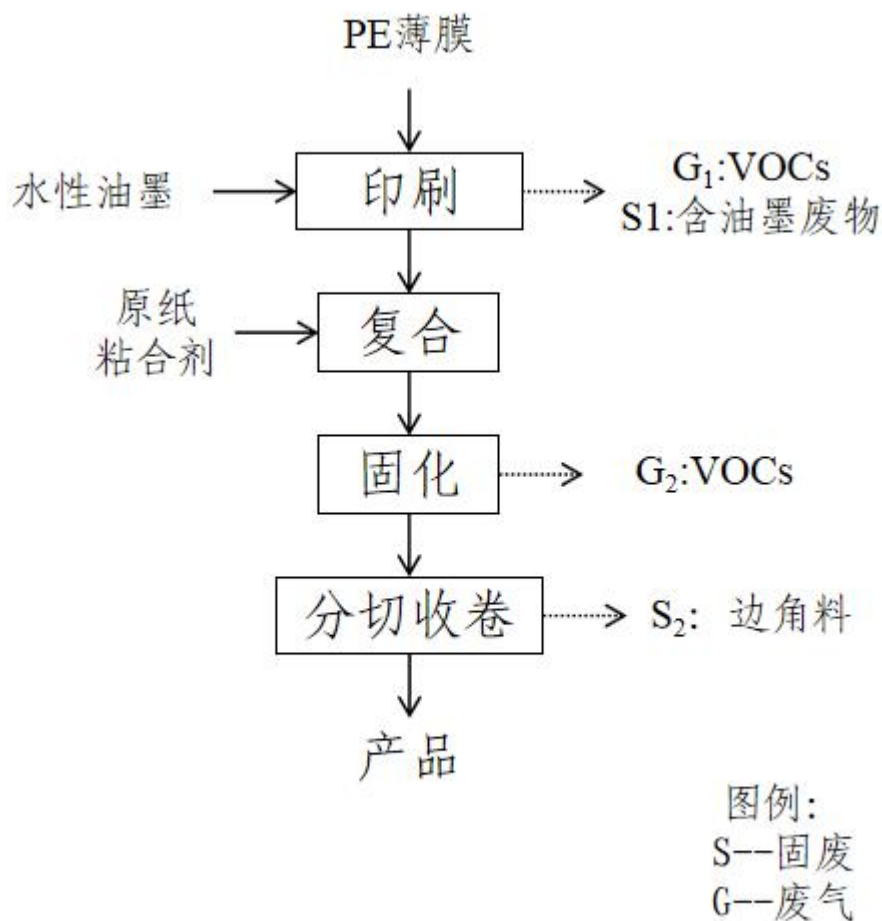 PE薄膜
水性油墨
印刷
G₁:VOCs
S1:含油墨废物
原纸
粘合剂
复合
固化
G₂:VOCs
分切收卷
S₂: 边角料
产品
图例:
S--固废
G--废气